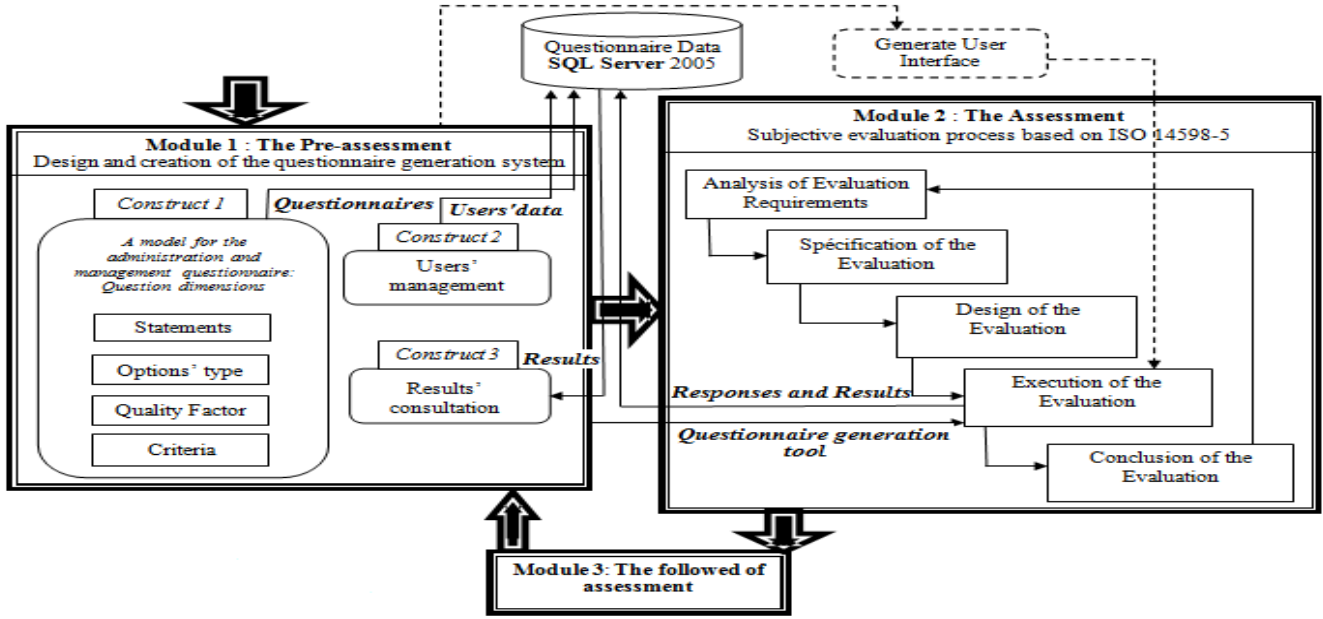 Questionnaire Data
SQL Server 2005
Generate User
Interface
Module 1 : The Pre-assessment
Design and creation of the questionnaire generation system
Construct 1
Questionnaires
Users'data
A model for the
administration and
management questionnaire:
Question dimensions
Statements
Options' type
Quality Factor
Criteria
Construct 2
Users'
management
Construct 3
Results
Results'
consultation
Module 2 : The Assessment
Subjective evaluation process based on ISO 14598-5
Analysis of Evaluation
Requirements
Spécification of the
Evaluation
Design of the
Evaluation
Responses and Results
Execution of the
Evaluation
Questionnaire generation
tool
Conclusion of the
Evaluation
Module 3: The followed of
assessment